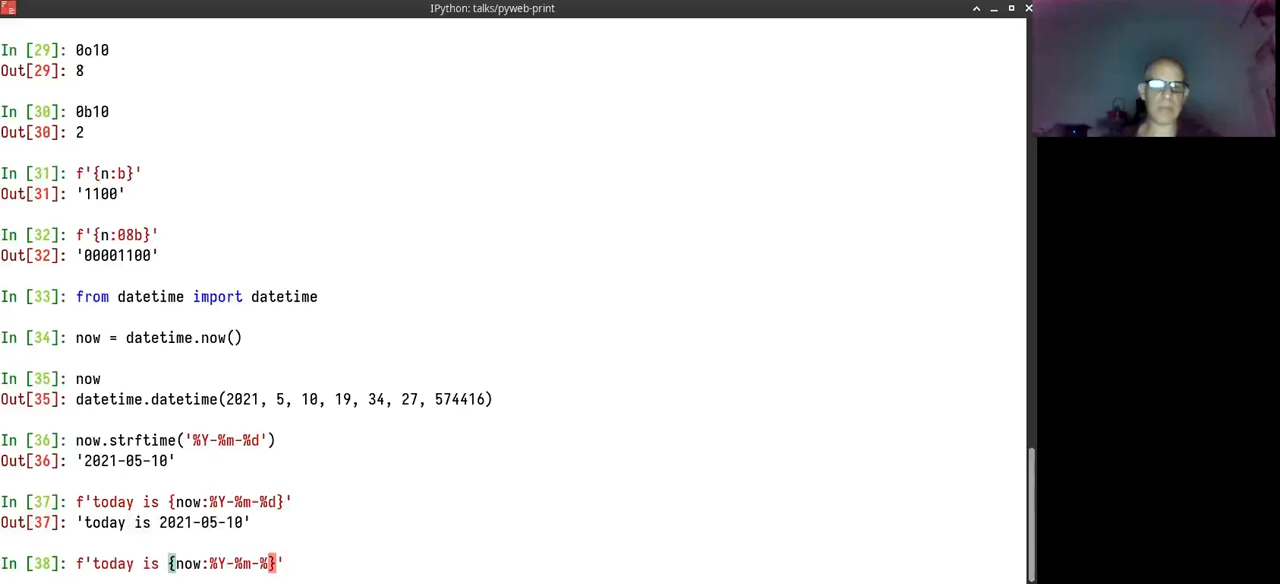 IPython: talks/pyweb-print
In [29]: 0o10
Out[29]: 8
In [30]: 0b10
Out[30]: 2
In [31]: f'{n:b}'
Out[31]: '1100'
In [32]: f'{n:08b}'
Out[32]: '00001100'
In [33]: from datetime import datetime
In [34]: now = datetime.now()
In [35]: now
Out[35]: datetime.datetime(2021, 5, 10, 19, 34, 27, 574416)
In [36]: now.strftime('%Y-%m-%d')
Out[36]: '2021-05-10'
In [37]: f'today is {now:%Y-%m-%d}'
Out[37]: 'today is 2021-05-10'
In [38]: f'today is {now:%Y-%m-%}'